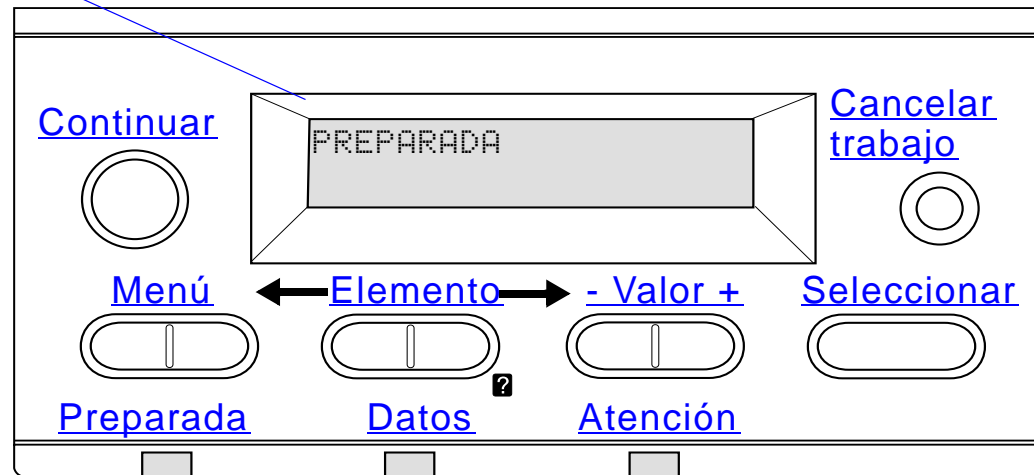 Continuar
PREPARADA
Cancelar
trabajo
Menú
Elemento
- Valor +
Seleccionar
?
Preparada
Datos
Atención